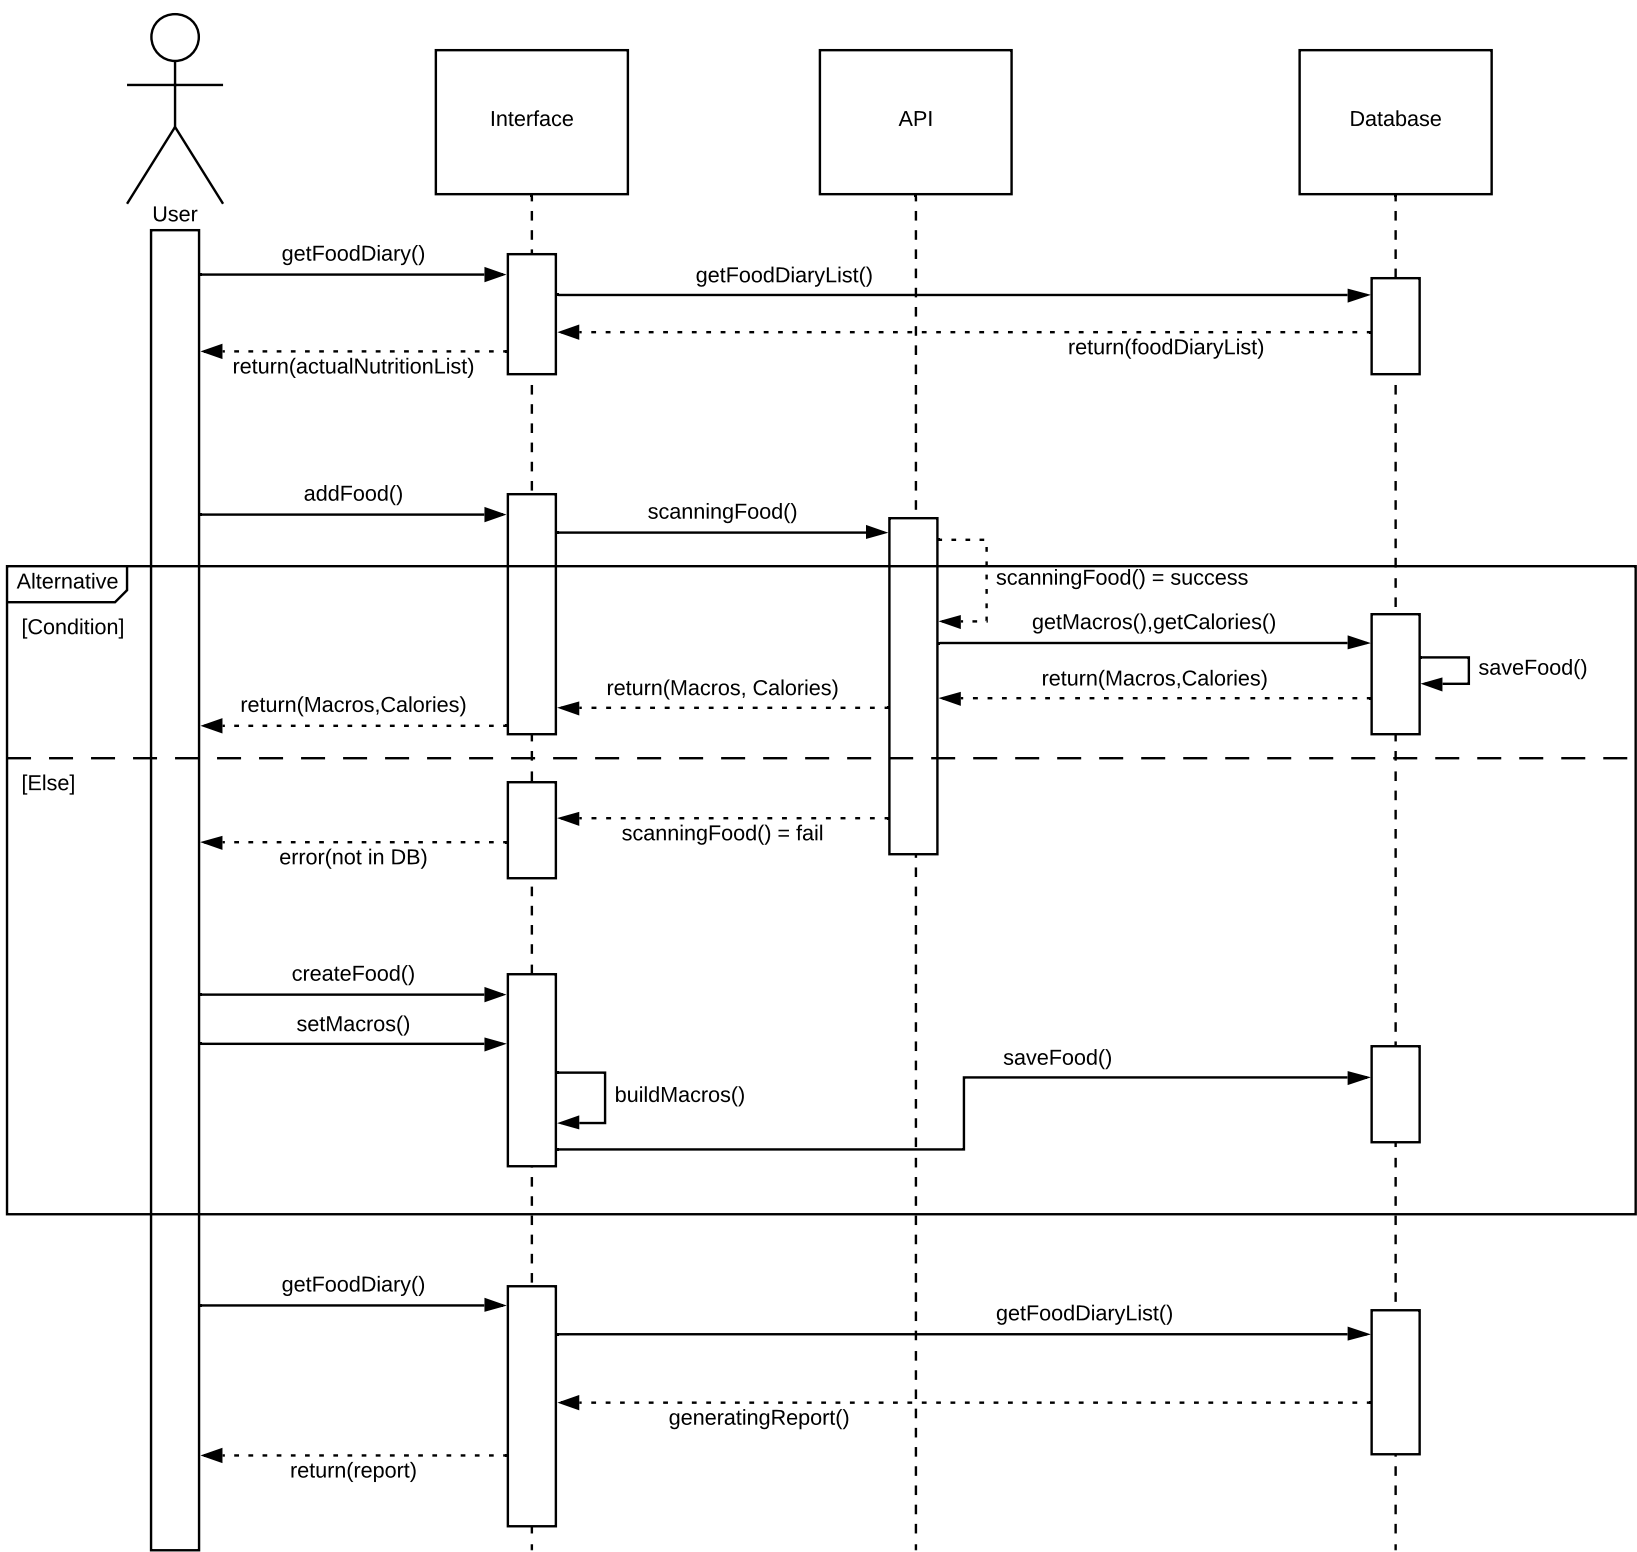 Interface
API
Database
User
getFoodDiary()
getFoodDiaryList()
return(foodDiaryList)
return(actualNutritionList)
addFood()
scanningFood()
Alternative
scanningFood() = success
[Condition]
getMacros(),getCalories()
saveFood()
return(Macros,Calories)
return(Macros, Calories)
return(Macros,Calories)
[Else]
scanningFood() = fail
error(not in DB)
createFood()
setMacros()
saveFood()
buildMacros()
getFoodDiary()
getFoodDiaryList()
generatingReport()
return(report)